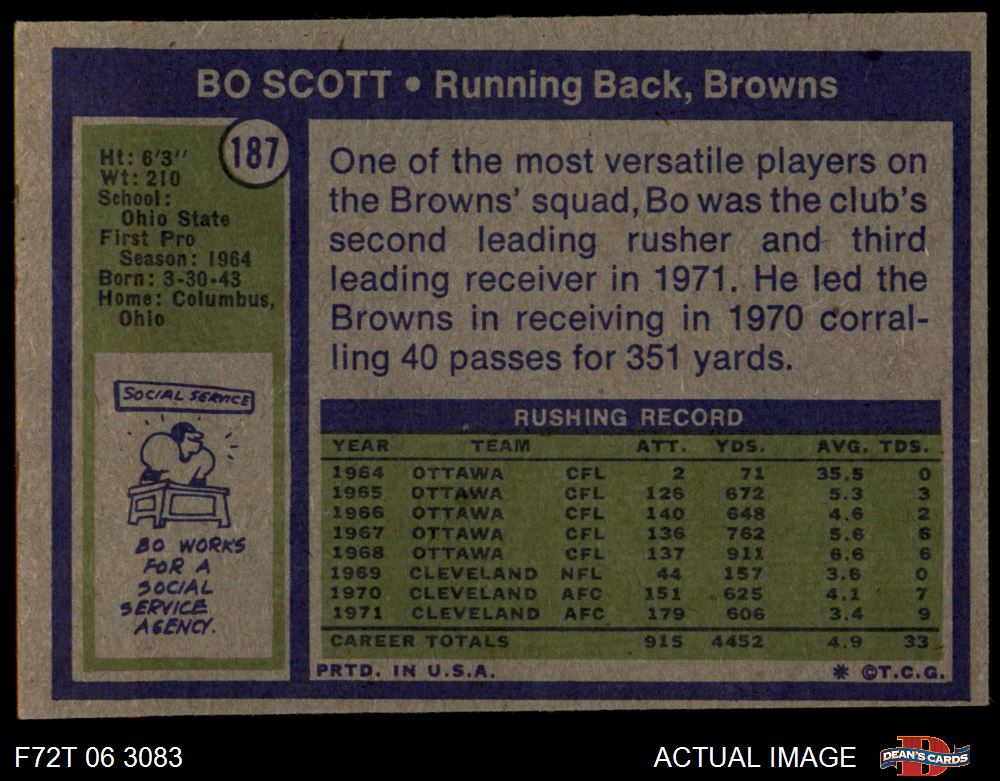 BO SCOTT • Running Back, Browns
187
Ht: 6'3"
Wt: 210
School:
Ohio State
First Pro
Season: 1964
Born: 3-30-43
Home: Columbus,
Ohio
One of the most versatile players on
the Browns' squad, Bo was the club's
second leading rusher and third
leading receiver in 1971. He led the
Browns in receiving in 1970 corral-
ling 40 passes for 351 yards.
SOCIAL SERVICE
BO WORKS
FOR A
SOCIAL
SERVICE
AGENCY.
RUSHING RECORD
YEAR TEAM ATT. YDS. AVG. TDS.
1964 OTTAWA CFL 2 71 35.5 0
1965 OTTAWA CFL 126 672 5.3 3
1966 OTTAWA CFL 140 648 4.6 2
1967 OTTAWA CFL 136 762 5.6 6
1968 OTTAWA CFL 137 911 6.6 6
1969 CLEVELAND NFL 44 157 3.6 0
1970 CLEVELAND AFC 151 625 4.1 7
1971 CLEVELAND AFC 179 606 3.4 9
CAREER TOTALS 915 4452 4.9 33
PRTD. IN U.S.A. * ©T.C.G.
F72T 06 3083 ACTUAL IMAGE D DEAN'S CARDS